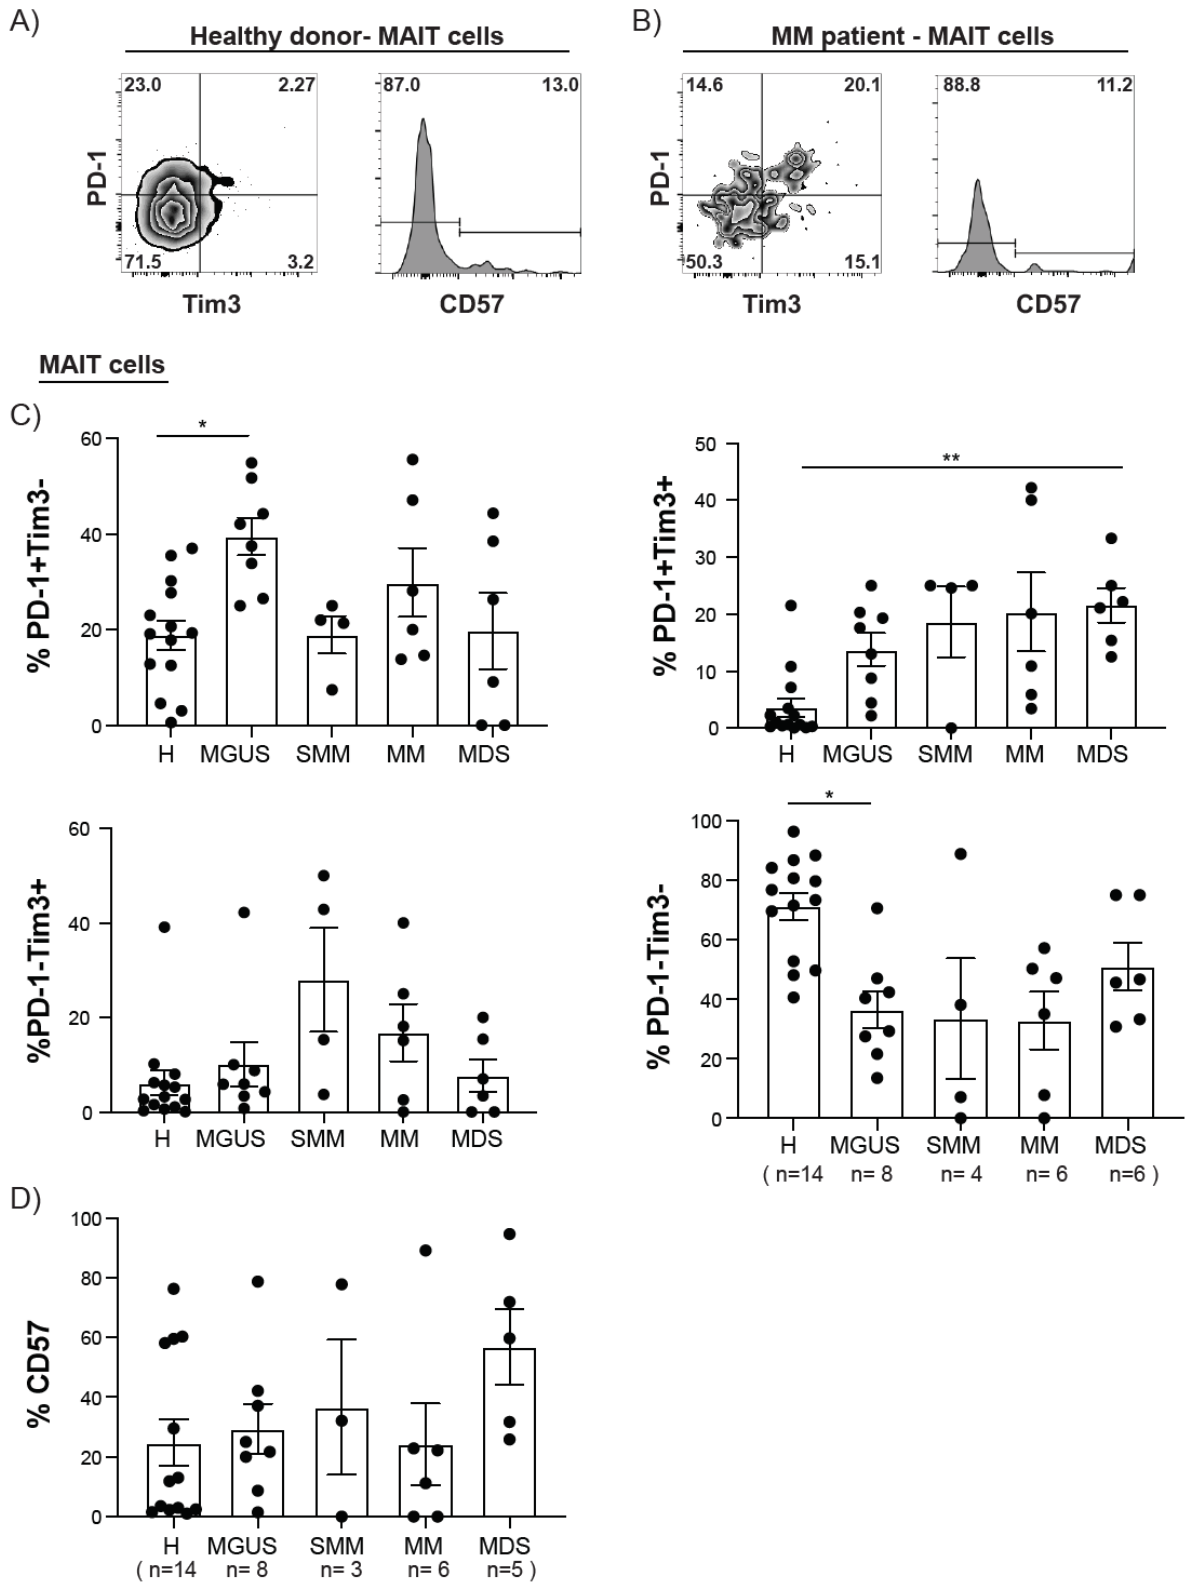 A)
Healthy donor- MAIT cells
23.0 2.27
71.5 3.2
PD-1
Tim3
87.0 13.0
CD57
B)
MM patient - MAIT cells
14.6 20.1
50.3 15.1
PD-1
Tim3
88.8 11.2
CD57
MAIT cells
C)
% PD-1+Tim3-
60
40
20
0
*
H MGUS SMM MM MDS
% PD-1+Tim3+
50
40
30
20
10
0
**
H MGUS SMM MM MDS
%PD-1-Tim3+
60
40
20
0
H MGUS SMM MM MDS
% PD-1-Tim3-
100
80
60
40
20
0
*
H MGUS SMM MM MDS
( n=14 n= 8 n= 4 n= 6 n=6 )
D)
% CD57
100
80
60
40
20
0
H MGUS SMM MM MDS
( n=14 n= 8 n= 3 n= 6 n=5 )